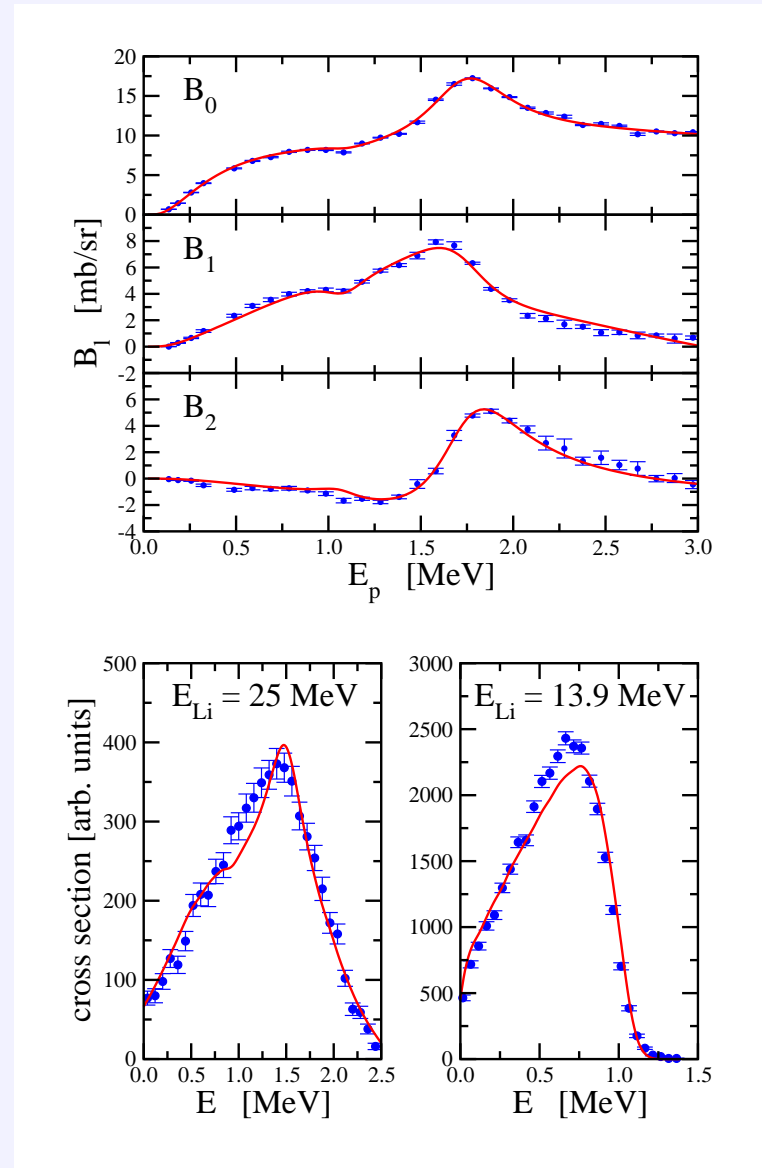 20
15
10
5
0
B0
8
6
4
2
0
-2
B1
6
4
2
0
-2
-4
B2
Bl [mb/sr]
0.0 0.5 1.0 1.5 2.0 2.5 3.0
Ep [MeV]
500
400
300
200
100
0
cross section [arb. units]
ELi = 25 MeV
0.0 0.5 1.0 1.5 2.0 2.5
E [MeV]
3000
2500
2000
1500
1000
500
0
ELi = 13.9 MeV
0.0 0.5 1.0 1.5
E [MeV]